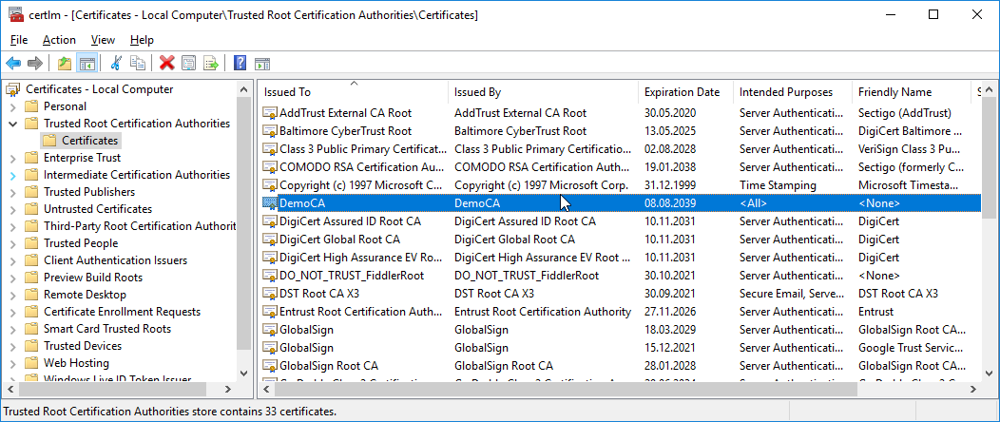 certlm - [Certificates - Local Computer\Trusted Root Certification Authorities\Certificates]
File Action View Help
Certificates - Local Computer
Personal
Trusted Root Certification Authorities
Certificates
Enterprise Trust
Intermediate Certification Authorities
Trusted Publishers
Untrusted Certificates
Third-Party Root Certification Authorit
Trusted People
Client Authentication Issuers
Preview Build Roots
Remote Desktop
Certificate Enrollment Requests
Smart Card Trusted Roots
Trusted Devices
Web Hosting
Windows Live ID Token Issuer
Issued To Issued By Expiration Date Intended Purposes Friendly Name S
AddTrust External CA Root AddTrust External CA Root 30.05.2020 Server Authenticati... Sectigo (AddTrust)
Baltimore CyberTrust Root Baltimore CyberTrust Root 13.05.2025 Server Authenticati... DigiCert Baltimore ...
Class 3 Public Primary Certificat... Class 3 Public Primary Certificatio... 02.08.2028 Server Authenticati... VeriSign Class 3 Pu...
COMODO RSA Certification Au... COMODO RSA Certification Auth... 19.01.2038 Server Authenticati... Sectigo (formerly C...
Copyright (c) 1997 Microsoft C... Copyright (c) 1997 Microsoft Corp. 31.12.1999 Time Stamping Microsoft Timesta...
DemoCA DemoCA 08.08.2039 <All> <None>
DigiCert Assured ID Root CA DigiCert Assured ID Root CA 10.11.2031 Server Authenticati... DigiCert
DigiCert Global Root CA DigiCert Global Root CA 10.11.2031 Server Authenticati... DigiCert
DigiCert High Assurance EV Ro... DigiCert High Assurance EV Root ... 10.11.2031 Server Authenticati... DigiCert
DO_NOT_TRUST_FiddlerRoot DO_NOT_TRUST_FiddlerRoot 30.10.2021 Server Authenticati... <None>
DST Root CA X3 DST Root CA X3 30.09.2021 Secure Email, Serve... DST Root CA X3
Entrust Root Certification Auth... Entrust Root Certification Authority 27.11.2026 Server Authenticati... Entrust
GlobalSign GlobalSign 18.03.2029 Server Authenticati... GlobalSign Root CA...
GlobalSign GlobalSign 15.12.2021 Server Authenticati... Google Trust Servic...
GlobalSign Root CA GlobalSign Root CA 28.01.2028 Server Authenticati... GlobalSign Root CA...
Trusted Root Certification Authorities store contains 33 certificates.